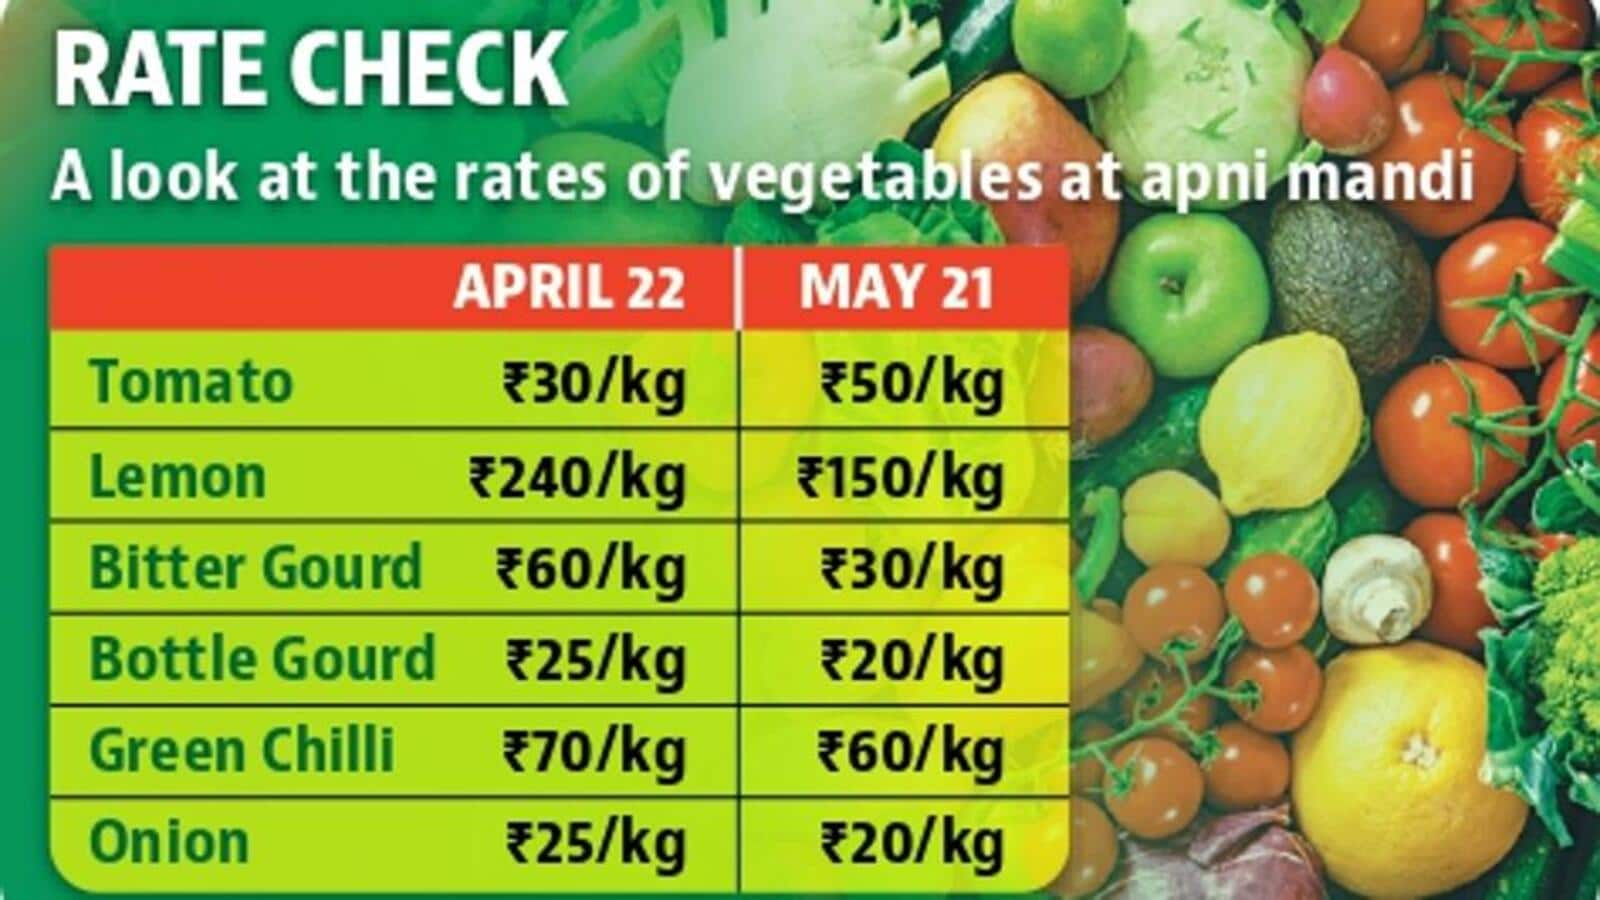 RATE CHECK
A look at the rates of vegetables at apni mandi
APRIL 22 MAY 21
Tomato ₹30/kg ₹50/kg
Lemon ₹240/kg ₹150/kg
Bitter Gourd ₹60/kg ₹30/kg
Bottle Gourd ₹25/kg ₹20/kg
Green Chilli ₹70/kg ₹60/kg
Onion ₹25/kg ₹20/kg